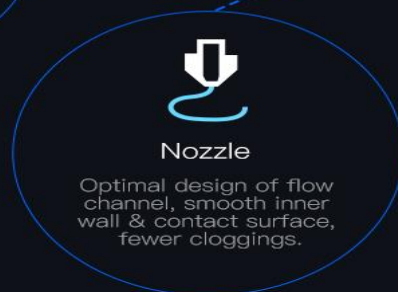 Nozzle
Optimal design of flow
channel, smooth inner
wall & contact surface,
fewer cloggings.